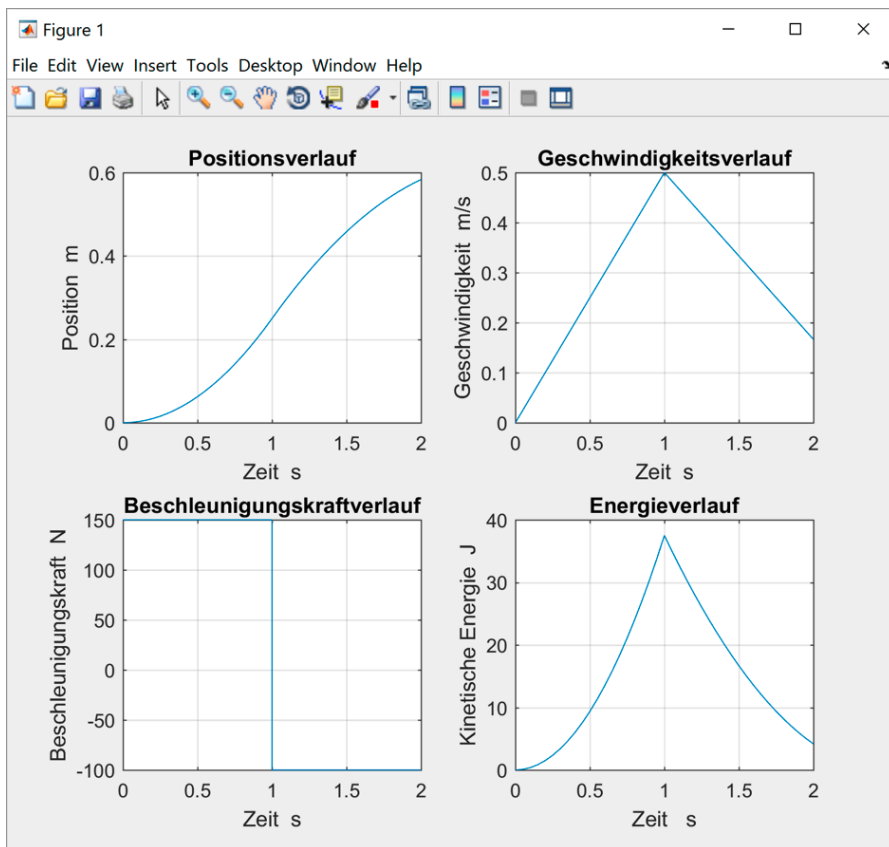 Figure 1
File Edit View Insert Tools Desktop Window Help
Positionsverlauf
Position m
0.6
0.4
0.2
0
0 0.5 1 1.5 2
Zeit s
Geschwindigkeitsverlauf
Geschwindigkeit m/s
0.5
0.4
0.3
0.2
0.1
0
0 0.5 1 1.5 2
Zeit s
Beschleunigungskraftverlauf
Beschleunigungskraft N
150
100
50
0
-50
-100
0 0.5 1 1.5 2
Zeit s
Energieverlauf
Kinetische Energie J
40
30
20
10
0
0 0.5 1 1.5 2
Zeit s